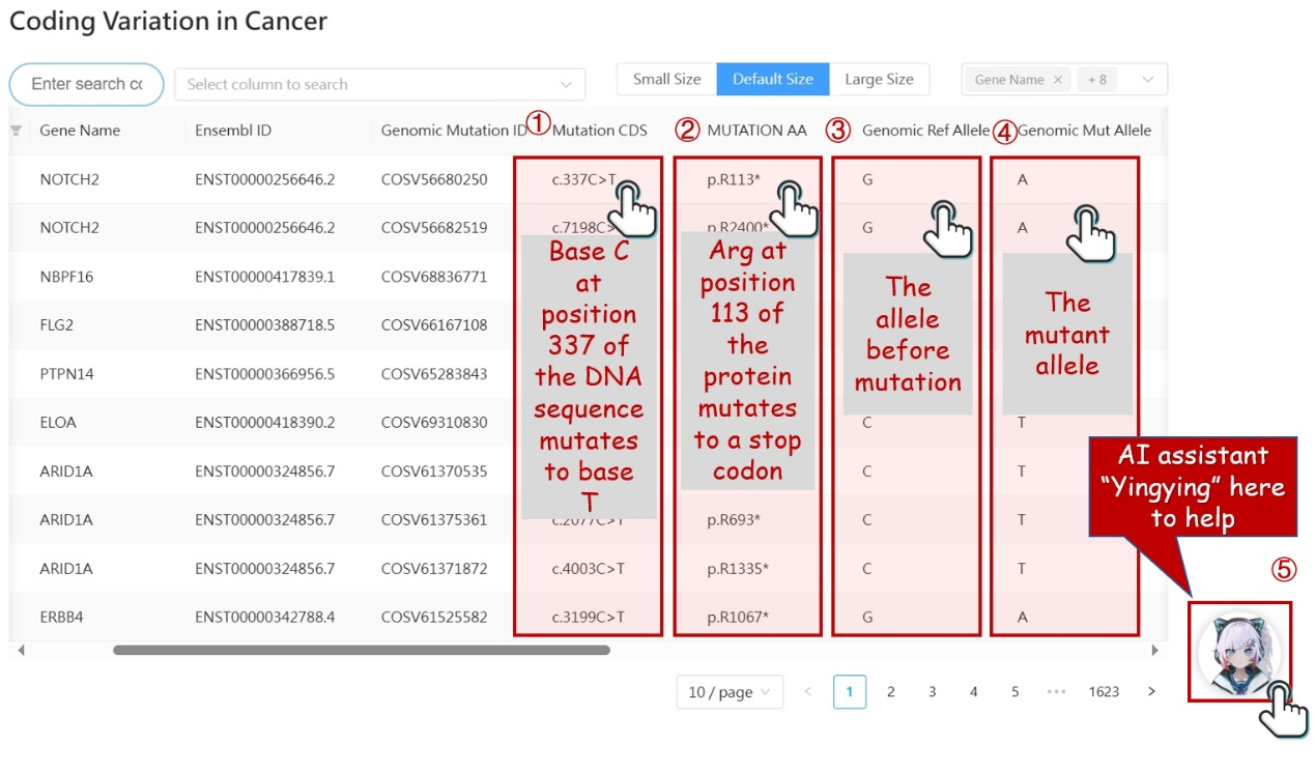 Coding Variation in Cancer
Enter search cc
Select column to search
Small Size Default Size Large Size
Gene Name × + 8
Gene Name Ensembl ID Genomic Mutation ID ① Mutation CDS ② MUTATION AA ③ Genomic Ref Allele ④ Genomic Mut Allele
NOTCH2 ENST00000256646.2 COSV56680250 c.337C>T p.R113* G A
NOTCH2 ENST00000256646.2 COSV56682519 c.7198C> p.R2400* G A
NBPF16 ENST00000417839.1 COSV68836771
FLG2 ENST00000388718.5 COSV66167108
PTPN14 ENST00000366956.5 COSV65283843
ELOA ENST00000418390.2 COSV69310830 C T
ARID1A ENST00000324856.7 COSV61370535 C T
ARID1A ENST00000324856.7 COSV61375361 c.2077C>T p.R693* C T
ARID1A ENST00000324856.7 COSV61371872 c.4003C>T p.R1335* C T
ERBB4 ENST00000342788.4 COSV61525582 c.3199C>T p.R1067* G A
Base C
at
position
337 of
the DNA
sequence
mutates
to base
T
Arg at
position
113 of
the
protein
mutates
to a stop
codon
The
allele
before
mutation
The
mutant
allele
AI assistant
“Yingying” here
to help
⑤
10 / page < 1 2 3 4 5 ••• 1623 >